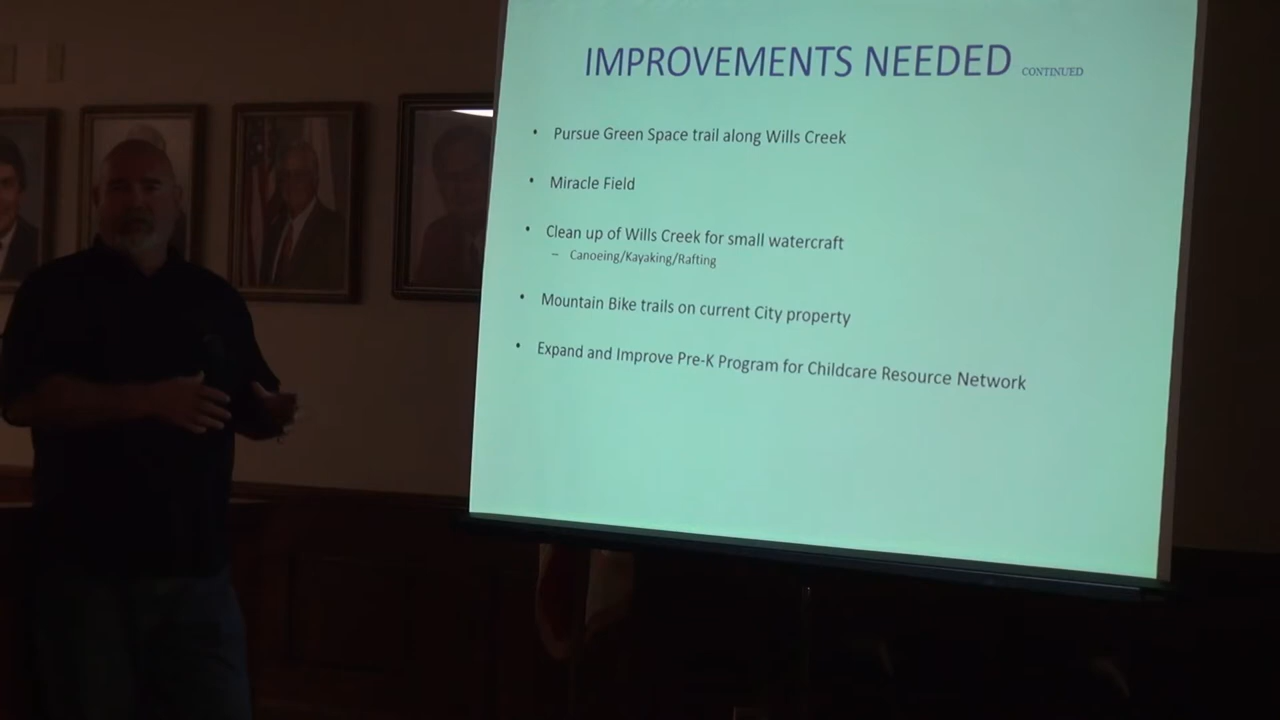 IMPROVEMENTS NEEDED CONTINUED
• Pursue Green Space trail along Wills Creek
• Miracle Field
• Clean up of Wills Creek for small watercraft
– Canoeing/Kayaking/Rafting
• Mountain Bike trails on current City property
• Expand and Improve Pre-K Program for Childcare Resource Network